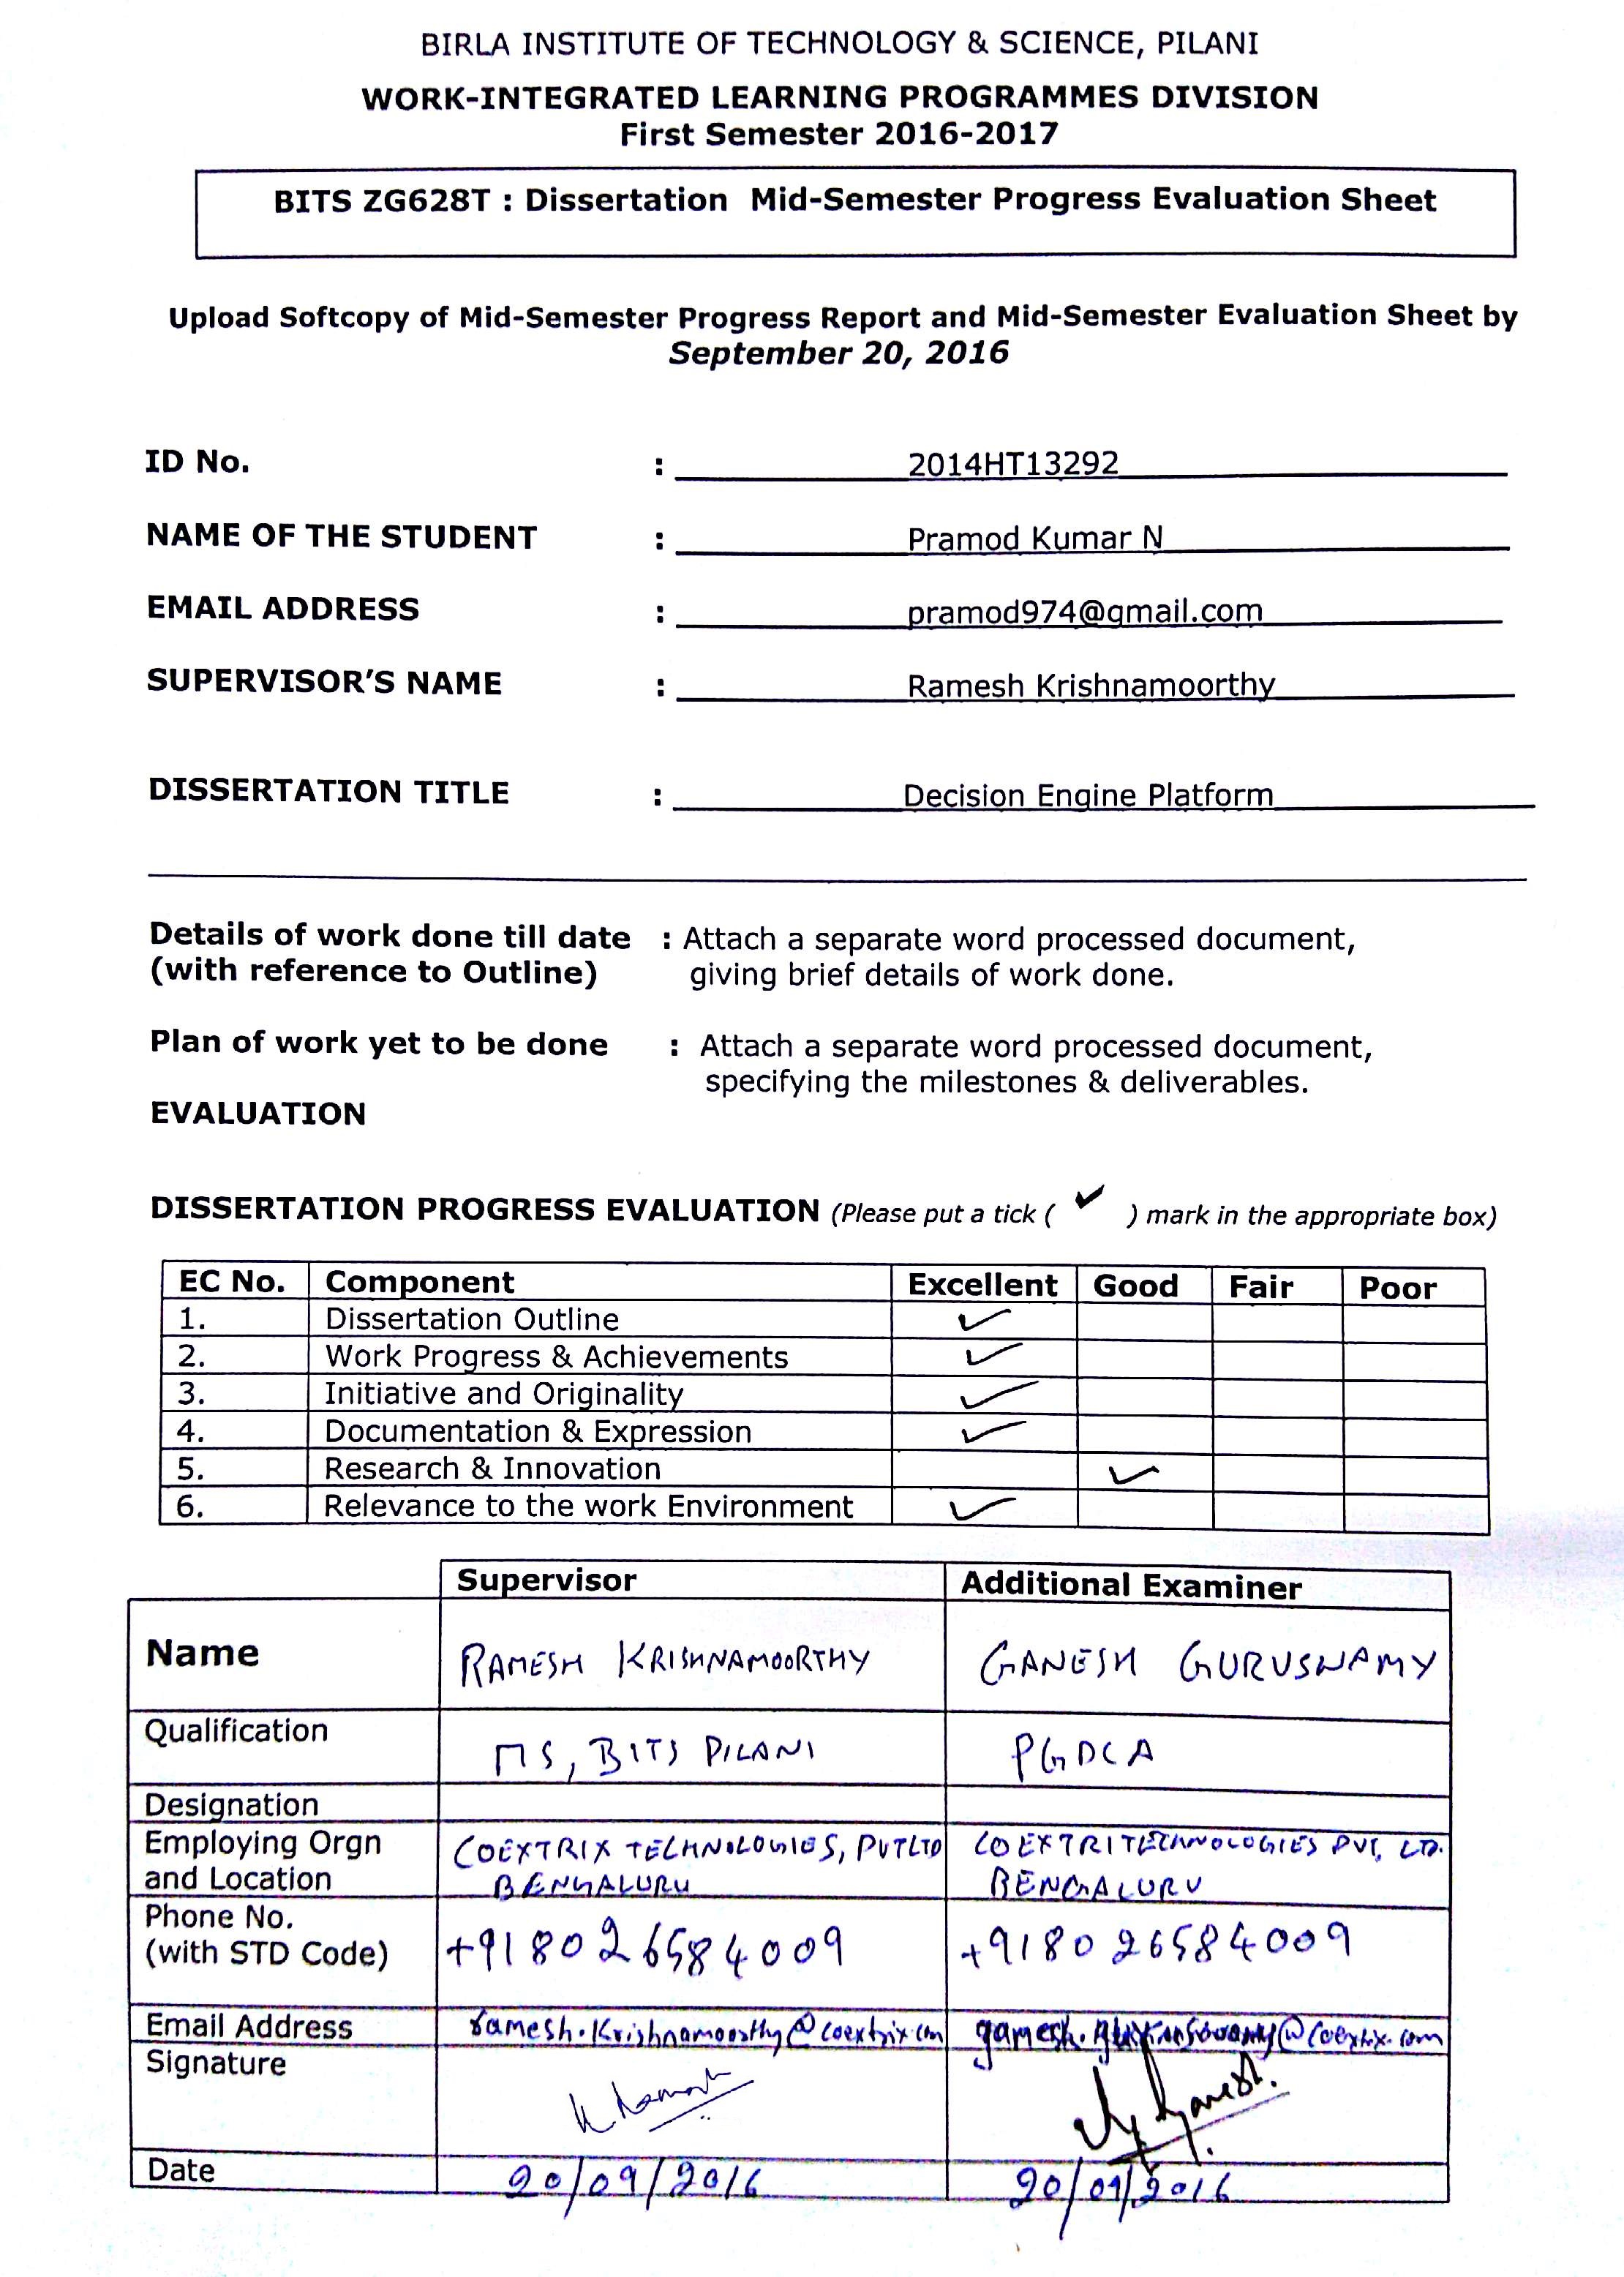 BIRLA INSTITUTE OF TECHNOLOGY & SCIENCE, PILANI
WORK-INTEGRATED LEARNING PROGRAMMES DIVISION
First Semester 2016-2017
BITS ZG628T : Dissertation Mid-Semester Progress Evaluation Sheet
Upload Softcopy of Mid-Semester Progress Report and Mid-Semester Evaluation Sheet by
September 20, 2016
ID No. : 2014HT13292
NAME OF THE STUDENT : Pramod Kumar N
EMAIL ADDRESS : pramod974@gmail.com
SUPERVISOR'S NAME : Ramesh Krishnamoorthy
DISSERTATION TITLE : Decision Engine Platform
Details of work done till date : Attach a separate word processed document,
(with reference to Outline) giving brief details of work done.
Plan of work yet to be done : Attach a separate word processed document,
specifying the milestones & deliverables.
EVALUATION
DISSERTATION PROGRESS EVALUATION (Please put a tick ( ✔ ) mark in the appropriate box)
EC No. Component Excellent Good Fair Poor
1. Dissertation Outline ✓
2. Work Progress & Achievements ✓
3. Initiative and Originality ✓
4. Documentation & Expression ✓
5. Research & Innovation ✓
6. Relevance to the work Environment ✓
Supervisor Additional Examiner
Name RAMESH KRISHNAMOORTHY GANESH GURUSWAMY
Qualification MS, BITS PILANI PGDCA
Designation
Employing Orgn COEXTRIX TECHNOLOGIES, PVT LTD COEXTRI TECHNOLOGIES PVT, LTD.
and Location BENGALURU BENGALURU
Phone No.
(with STD Code) +918026584009 +918026584009
Email Address ramesh.krishnamoorthy@coextrix.com
Signature
Date 20/09/2016 20/09/2016